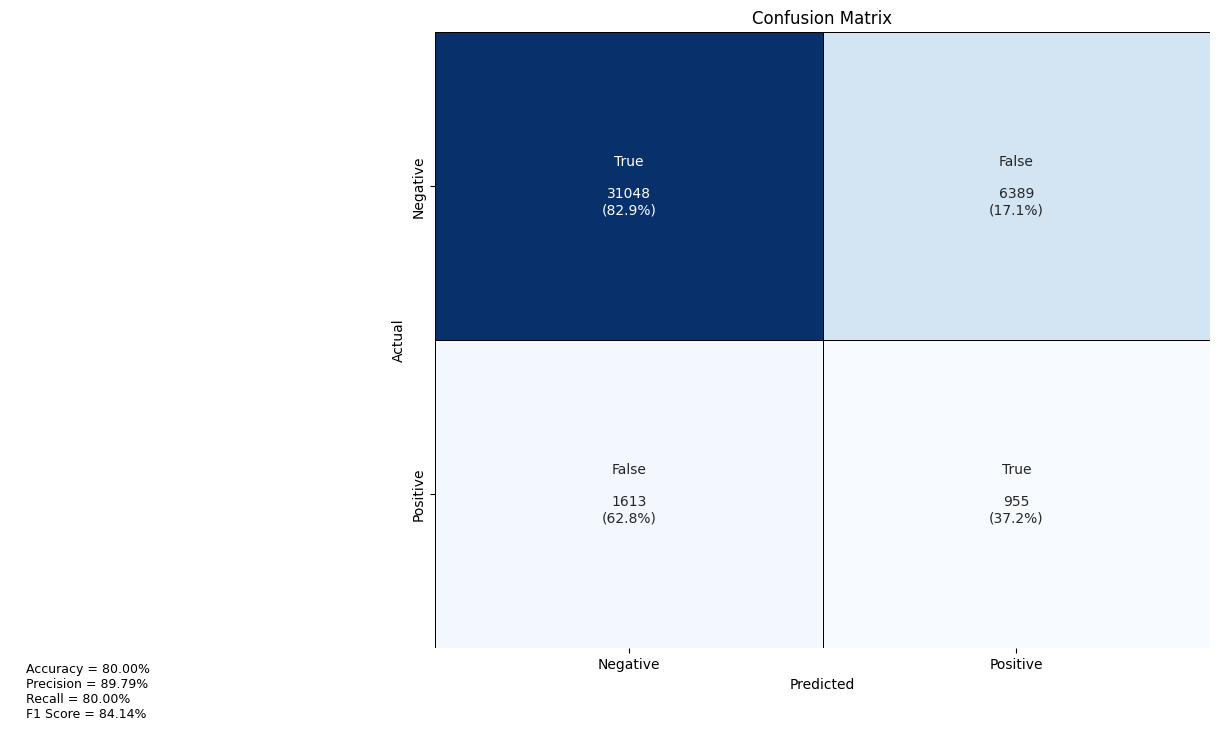 Confusion Matrix
Negative
True
31048
(82.9%)
False
6389
(17.1%)
Actual
Positive
False
1613
(62.8%)
True
955
(37.2%)
Negative
Positive
Predicted
Accuracy = 80.00%
Precision = 89.79%
Recall = 80.00%
F1 Score = 84.14%